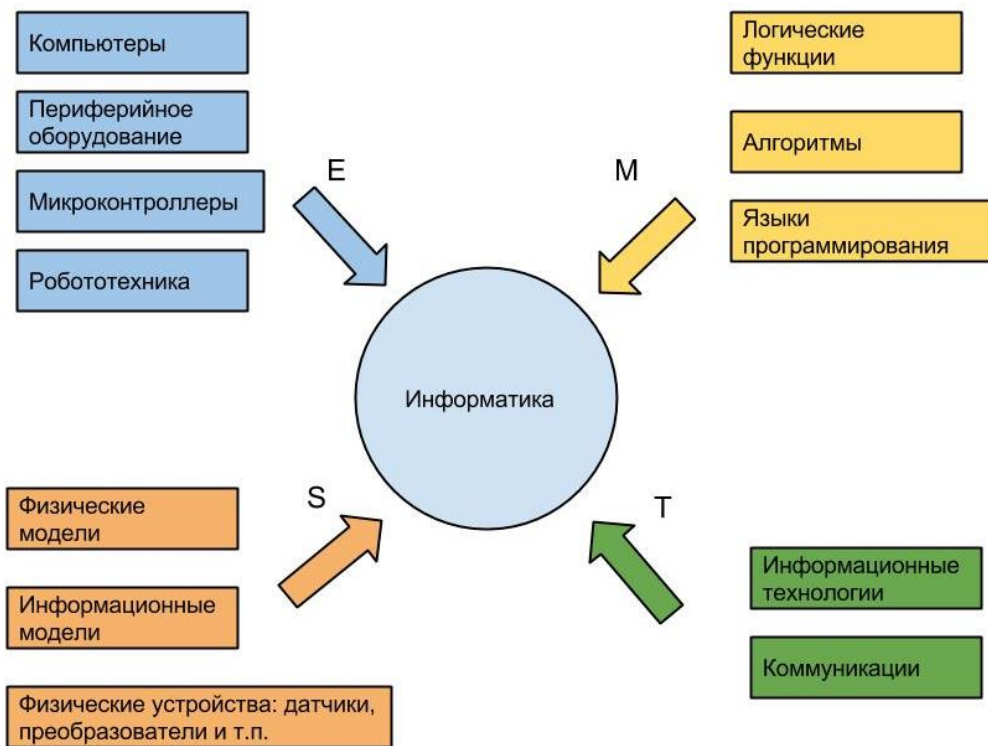 Компьютеры
Периферийное
оборудование
Микроконтроллеры
Робототехника
E
Логические
функции
Алгоритмы
Языки
программирования
M
Информатика
Физические
модели
Информационные
модели
Физические устройства: датчики,
преобразователи и т.п.
S
T
Информационные
технологии
Коммуникации